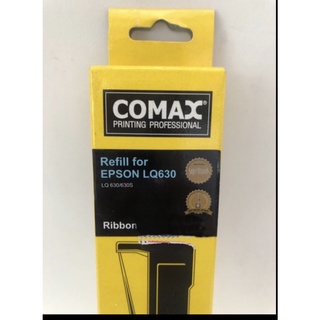 COMAX®
PRINTING PROFESSIONAL
Refill for
EPSON LQ630
LQ 630/630S
Ribbon